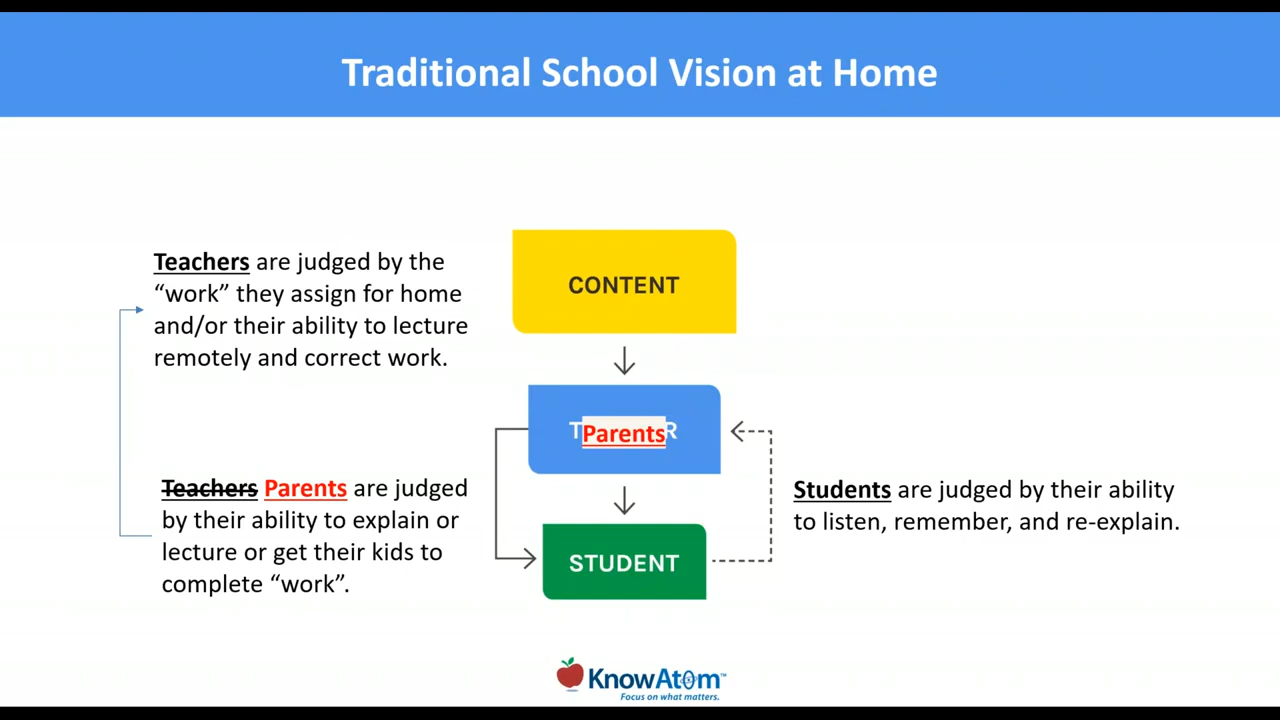 Traditional School Vision at Home
Teachers are judged by the
“work” they assign for home
and/or their ability to lecture
remotely and correct work.
CONTENT
Parents
Teachers Parents are judged
by their ability to explain or
lecture or get their kids to
complete “work”.
STUDENT
Students are judged by their ability
to listen, remember, and re-explain.
KnowAtom™
Focus on what matters.